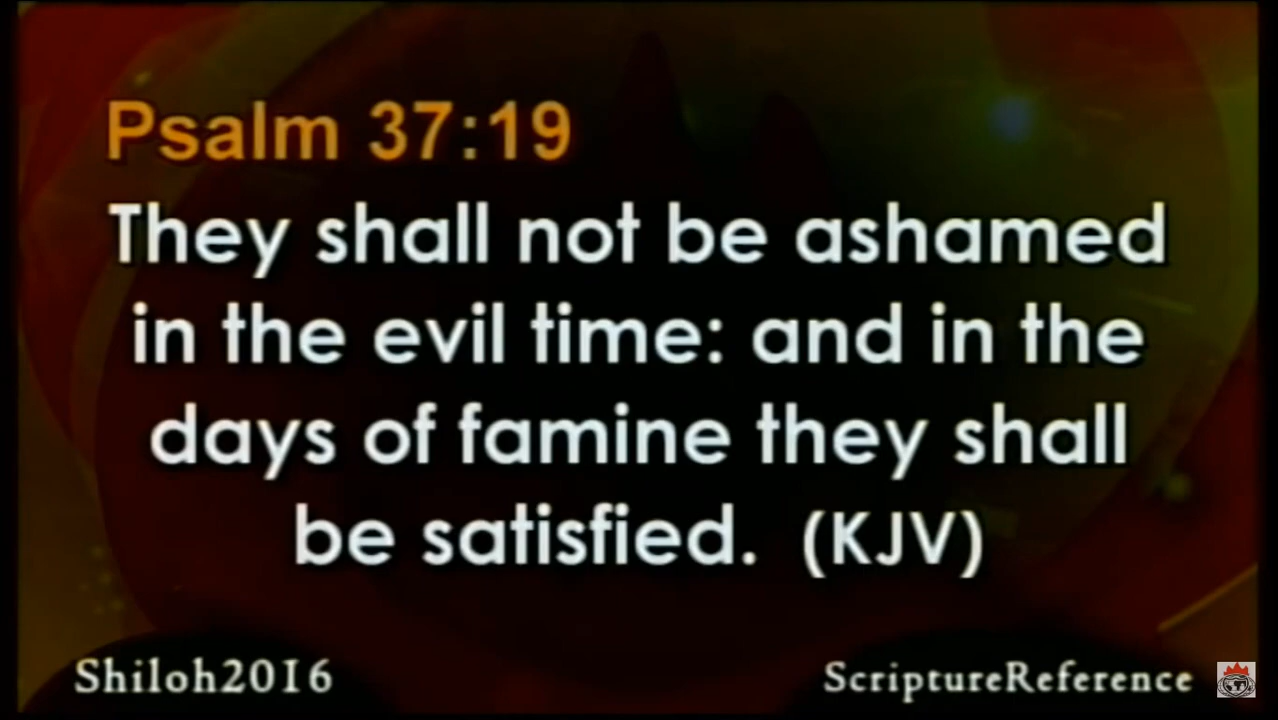 Psalm 37:19
They shall not be ashamed
in the evil time: and in the
days of famine they shall
be satisfied. (KJV)
Shiloh2016
ScriptureReference